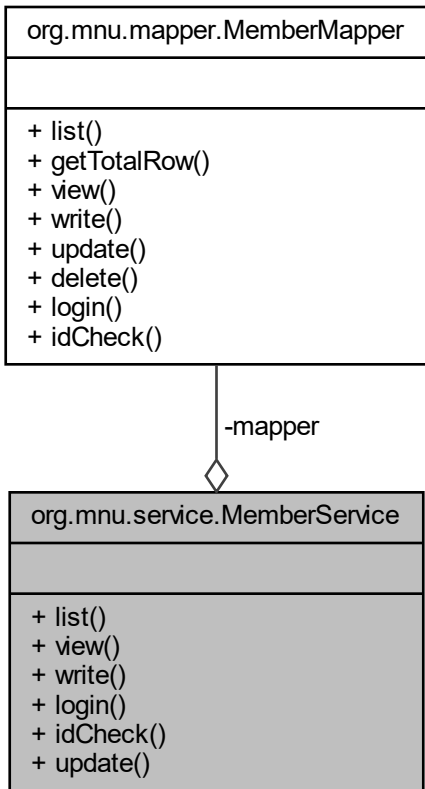 org.mnu.mapper.MemberMapper
+ list()
+ getTotalRow()
+ view()
+ write()
+ update()
+ delete()
+ login()
+ idCheck()
-mapper
org.mnu.service.MemberService
+ list()
+ view()
+ write()
+ login()
+ idCheck()
+ update()